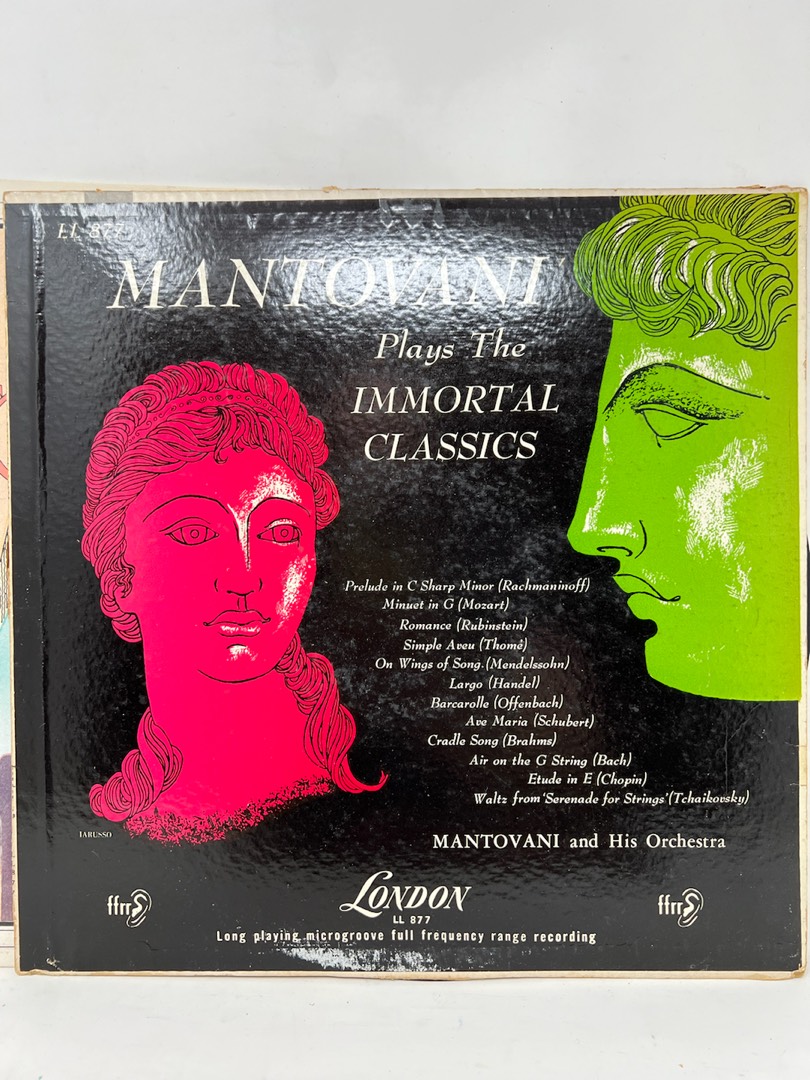 LL 877
MANTOVANI
Plays The
IMMORTAL
CLASSICS
Prelude in C Sharp Minor (Rachmaninoff)
Minuet in G (Mozart)
Romance (Rubinstein)
Simple Aveu (Thomé)
On Wings of Song. (Mendelssohn)
Largo (Handel)
Barcarolle (Offenbach)
Ave Maria (Schubert)
Cradle Song (Brahms)
Air on the G String (Bach)
Etude in E (Chopin)
Waltz from 'Serenade for Strings' (Tchaikovsky)
IARUSSO
MANTOVANI and His Orchestra
ffrr LONDON ffrr
LL 877
Long playing microgroove full frequency range recording